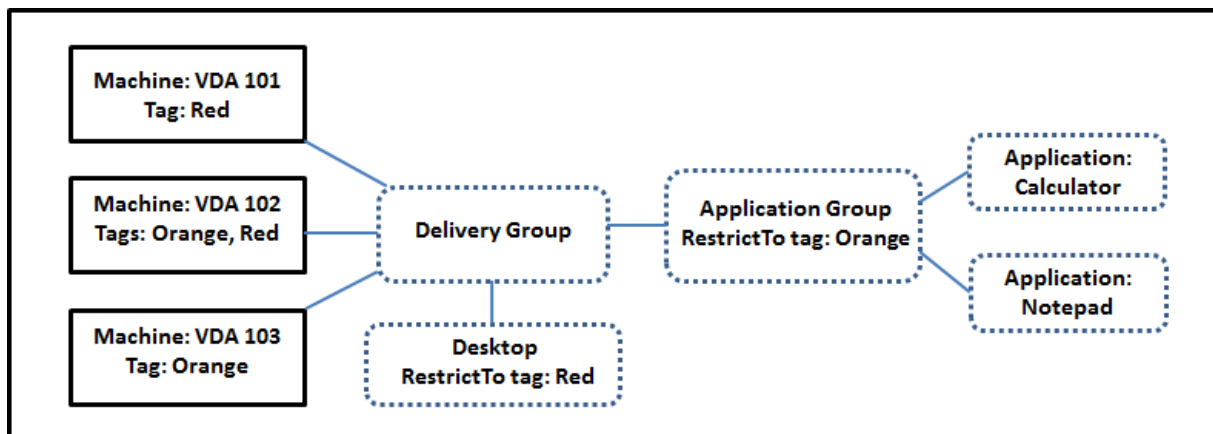 Machine: VDA 101
Tag: Red
Machine: VDA 102
Tags: Orange, Red
Machine: VDA 103
Tag: Orange
Delivery Group
Desktop
RestrictTo tag: Red
Application Group
RestrictTo tag: Orange
Application:
Calculator
Application:
Notepad